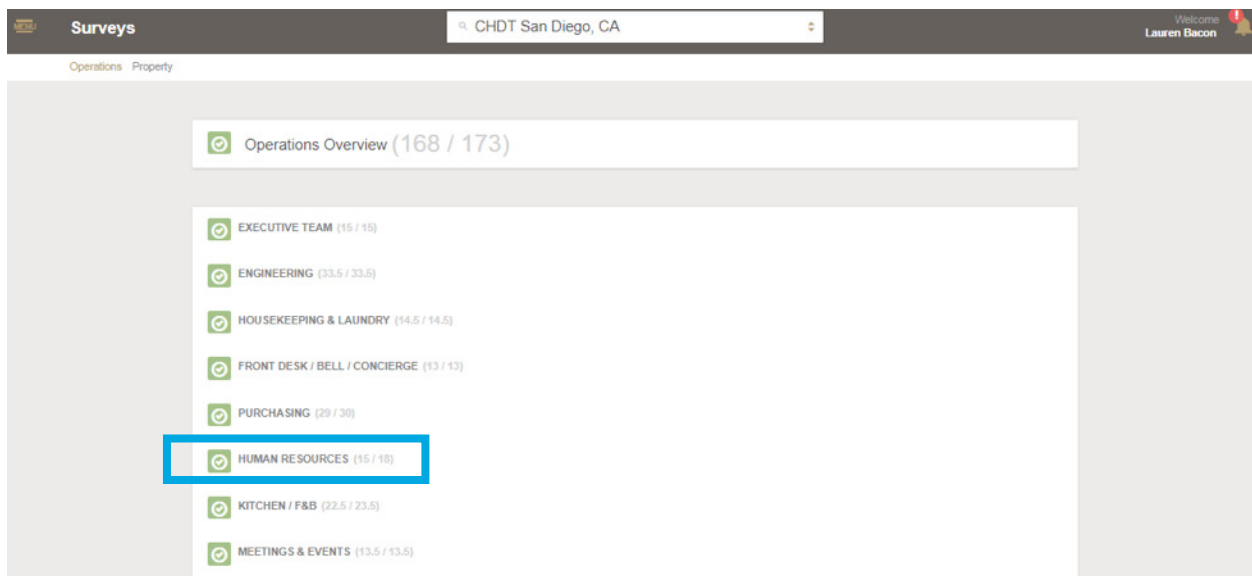 MENU Surveys CHDT San Diego, CA Welcome
Lauren Bacon
Operations Property
Operations Overview (168 / 173)
EXECUTIVE TEAM (15 / 15)
ENGINEERING (33.5 / 33.5)
HOUSEKEEPING & LAUNDRY (14.5 / 14.5)
FRONT DESK / BELL / CONCIERGE (13 / 13)
PURCHASING (29 / 30)
HUMAN RESOURCES (15 / 18)
KITCHEN / F&B (22.5 / 23.5)
MEETINGS & EVENTS (13.5 / 13.5)